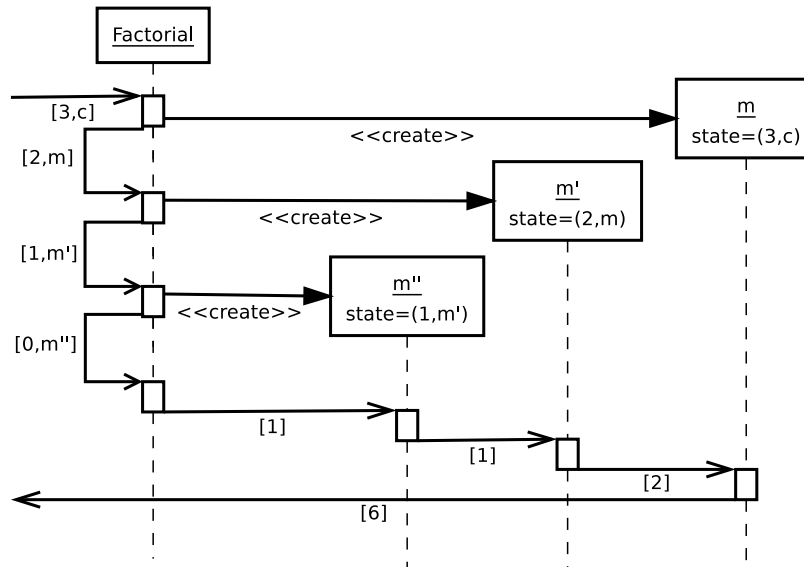 Factorial
[3,c]
<<create>>
m
state=(3,c)
[2,m]
<<create>>
m'
state=(2,m)
[1,m']
<<create>>
m''
state=(1,m')
[0,m'']
[1]
[1]
[2]
[6]